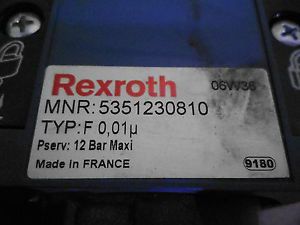 Rexroth 06W36
MNR: 5351230810
TYP: F 0,01µ
Pserv: 12 Bar Maxi
Made in FRANCE 9180